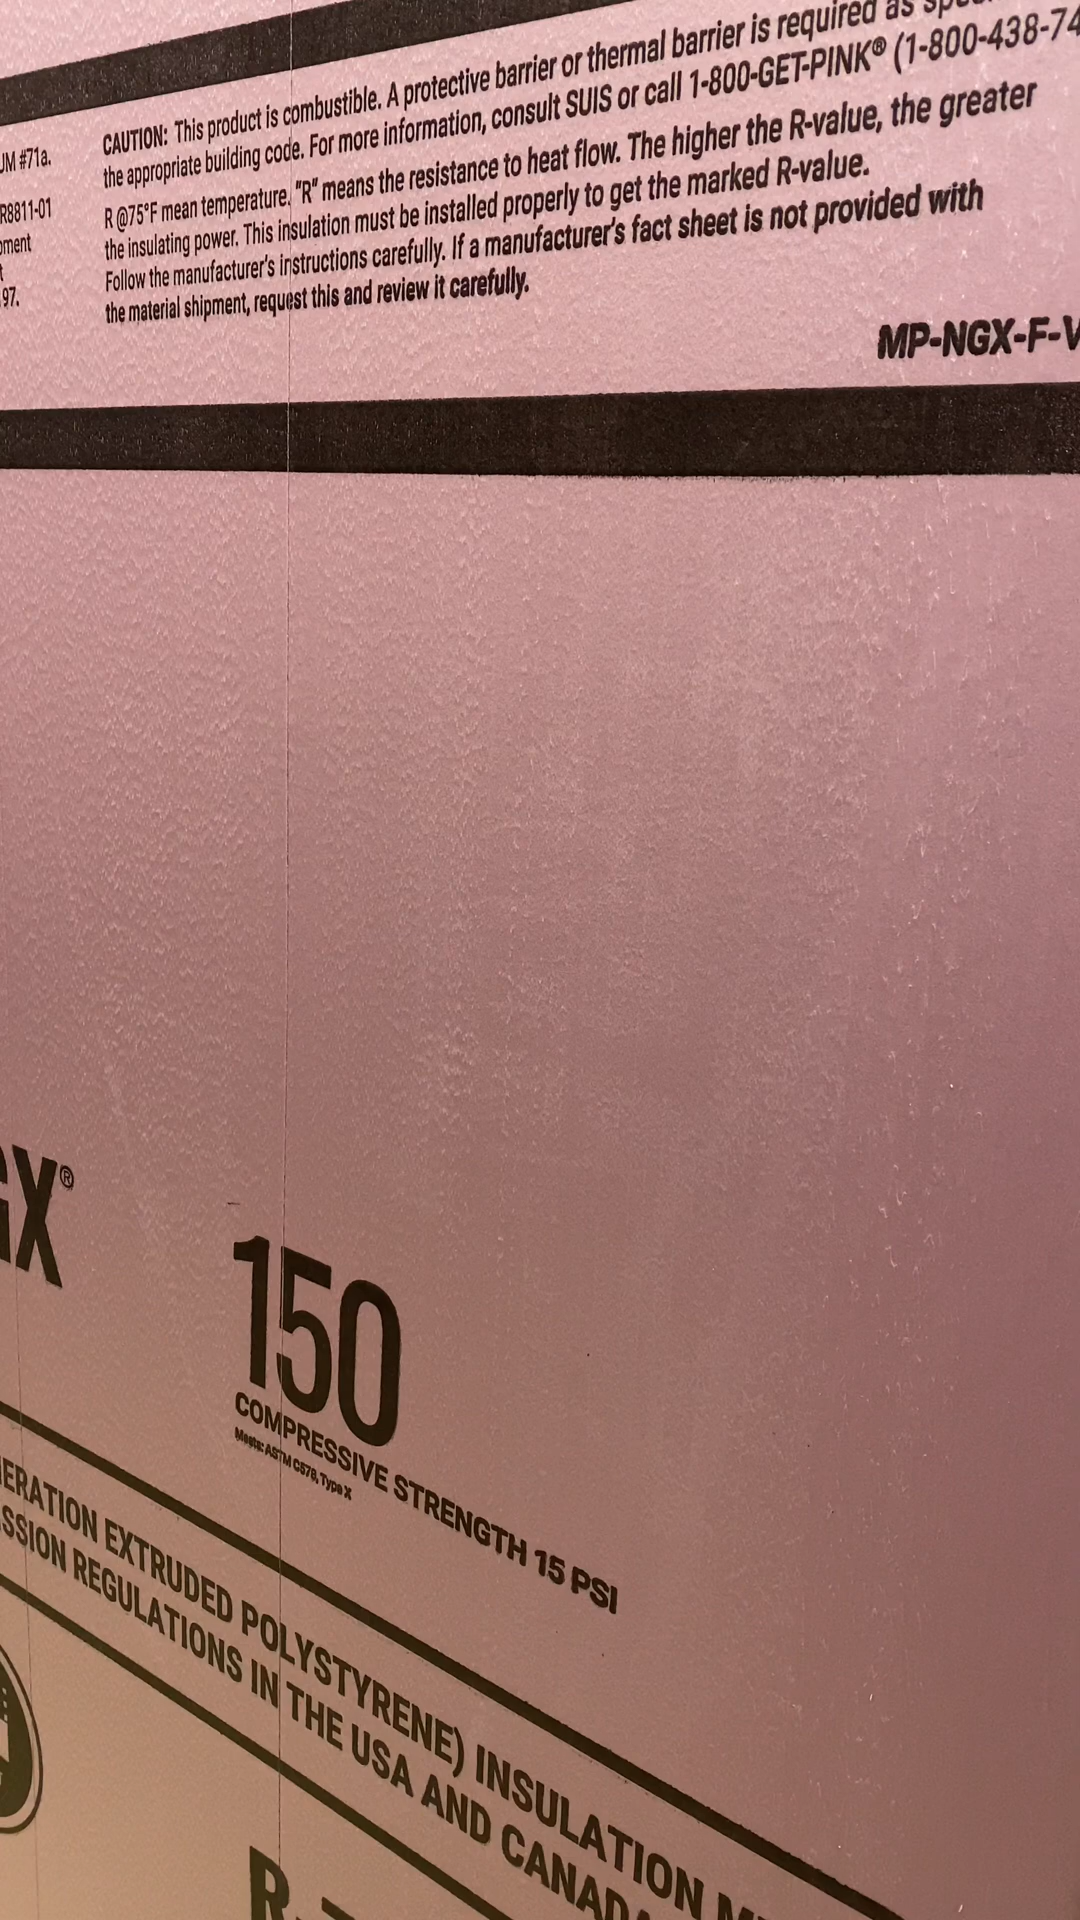 CAUTION: This product is combustible. A protective barrier or thermal barrier is required as
the appropriate building code. For more information, consult SUIS or call 1-800-GET-PINK® (1-800-438-74
R @75°F mean temperature. "R" means the resistance to heat flow. The higher the R-value, the greater
the insulating power. This insulation must be installed properly to get the marked R-value.
Follow the manufacturer's instructions carefully. If a manufacturer's fact sheet is not provided with
the material shipment, request this and review it carefully.
#71a.
R8811-01
97.
MP-NGX-F-V
GX®
150
COMPRESSIVE STRENGTH 15 PSI
Meets: ASTM C578, Type X
ERATION EXTRUDED POLYSTYRENE) INSULATION
SSION REGULATIONS IN THE USA AND CANADA
R